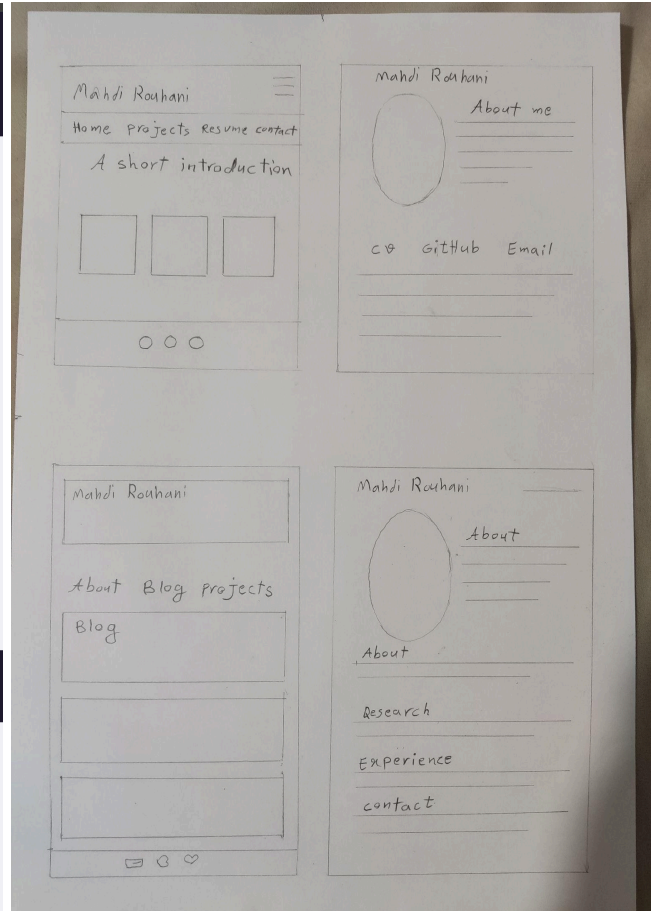 Mahdi Rouhani
Home Projects Resume contact
A short introduction
Mahdi Rouhani
About me
CV GitHub Email
Mahdi Rouhani
About Blog projects
Blog
Mahdi Rouhani
About
About
Research
Experience
contact